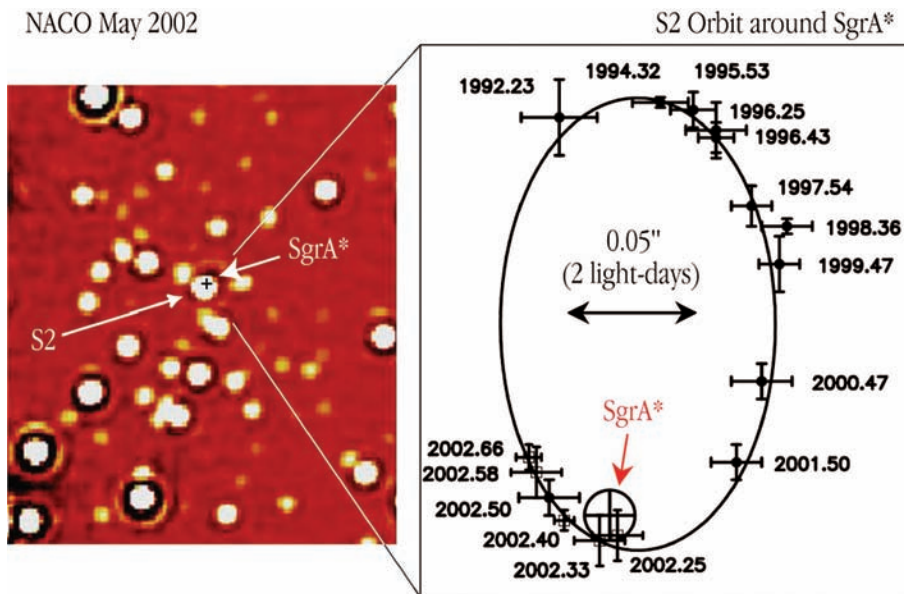 NACO May 2002
S2 Orbit around SgrA*
1992.23
1994.32
1995.53
1996.25
1996.43
1997.54
1998.36
1999.47
0.05"
(2 light-days)
SgrA*
S2
2000.47
SgrA*
2001.50
2002.66
2002.58
2002.50
2002.40
2002.33
2002.25